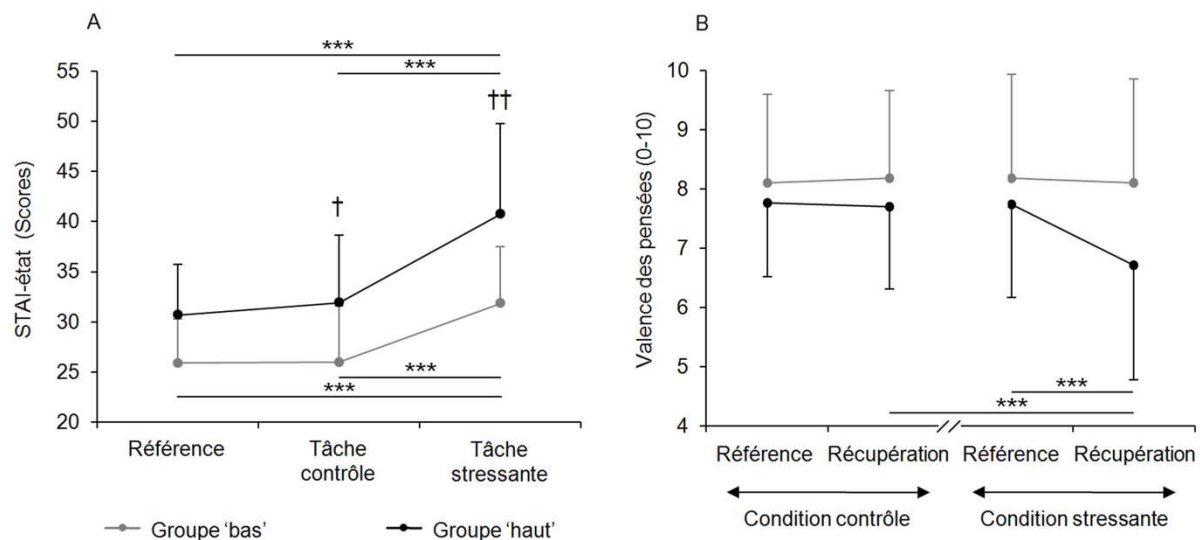 A
STAI-état (Scores)
55
50
45
40
35
30
25
20
***
***
††
†
***
***
Référence
Tâche contrôle
Tâche stressante
Groupe ‘bas’
Groupe ‘haut’
B
Valence des pensées (0-10)
10
9
8
7
6
5
4
***
***
Référence
Récupération
//
Référence
Récupération
Condition contrôle
Condition stressante